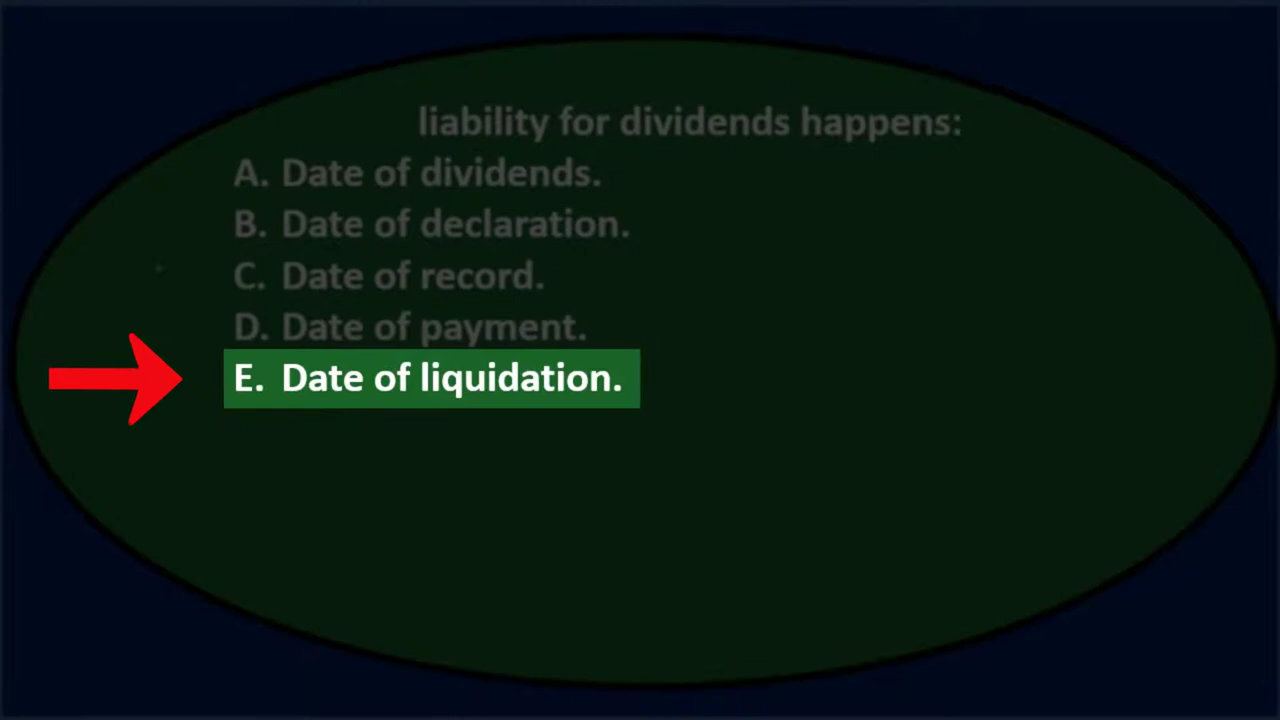 liability for dividends happens:
A. Date of dividends.
B. Date of declaration.
C. Date of record.
D. Date of payment.
E. Date of liquidation.